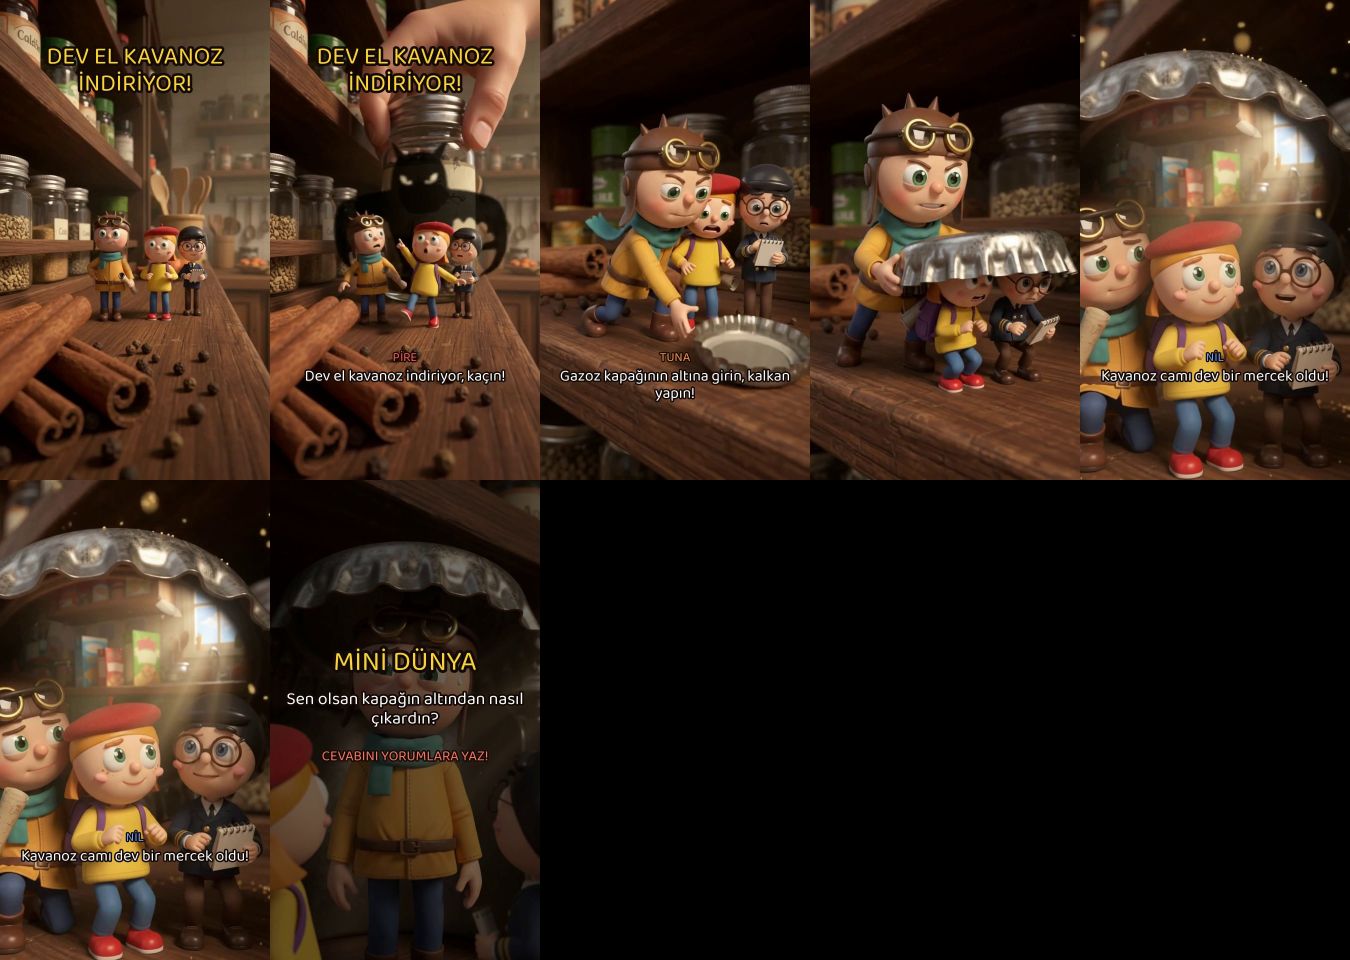 DEV EL KAVANOZ
İNDİRİYOR!
DEV EL KAVANOZ
İNDİRİYOR!
PİRE
Dev el kavanoz indiriyor, kaçın!
TUNA
Gazoz kapağının altına girin, kalkan
yapın!
NİL
Kavanoz camı dev bir mercek oldu!
NİL
Kavanoz camı dev bir mercek oldu!
MİNİ DÜNYA
Sen olsan kapağın altından nasıl
çıkardın?
CEVABINI YORUMLARA YAZ!